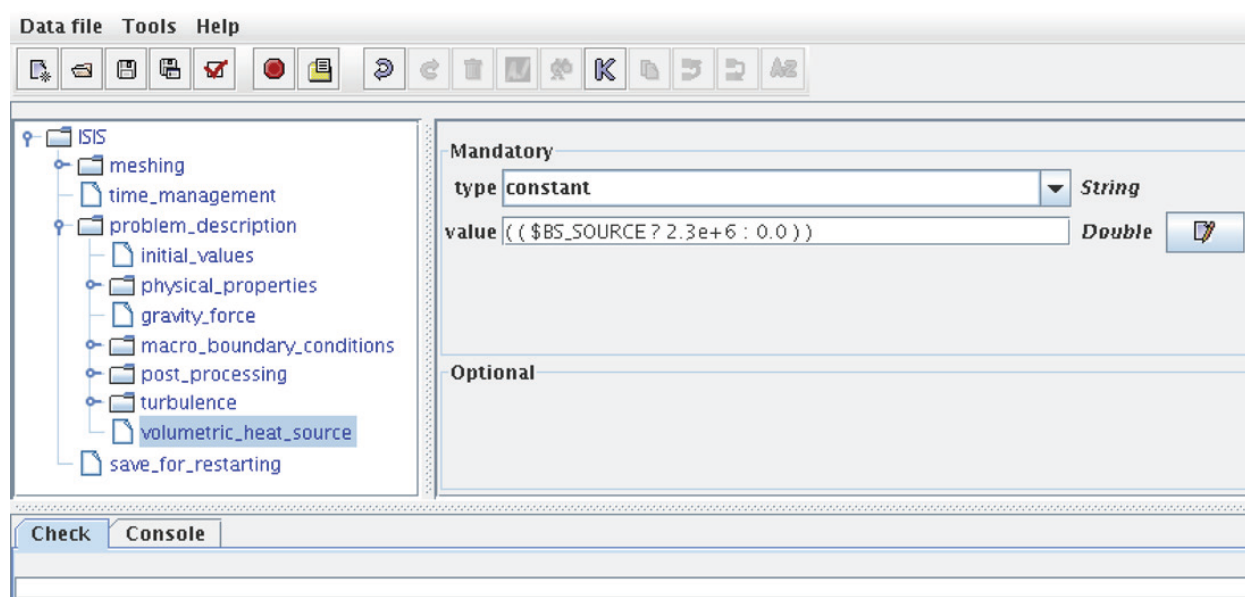 Data file Tools Help
K
ISIS
meshing
time_management
problem_description
initial_values
physical_properties
gravity_force
macro_boundary_conditions
post_processing
turbulence
volumetric_heat_source
save_for_restarting
Mandatory
type constant String
value ( ( $BS_SOURCE ? 2.3e+6 : 0.0 ) ) Double
Optional
Check Console